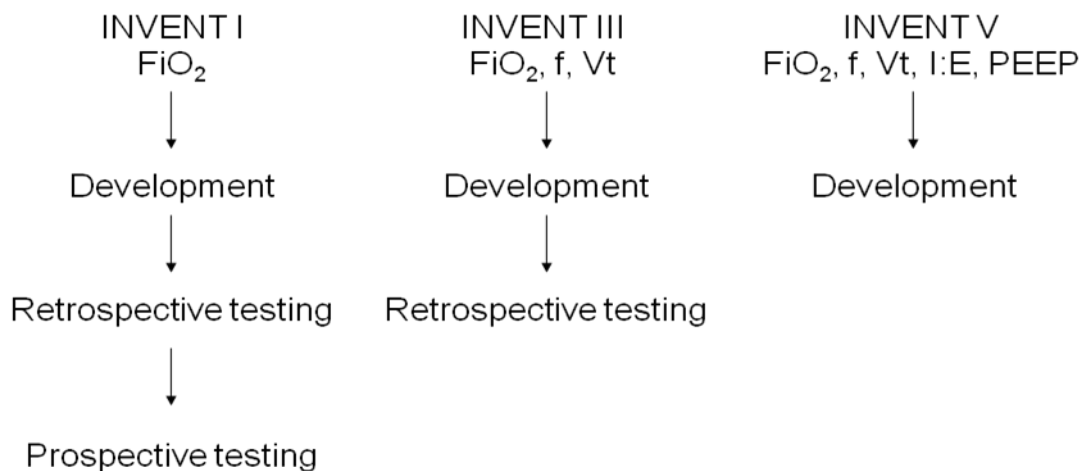 INVENT I
FiO₂
Development
Retrospective testing
Prospective testing
INVENT III
FiO₂, f, Vt
Development
Retrospective testing
INVENT V
FiO₂, f, Vt, I:E, PEEP
Development